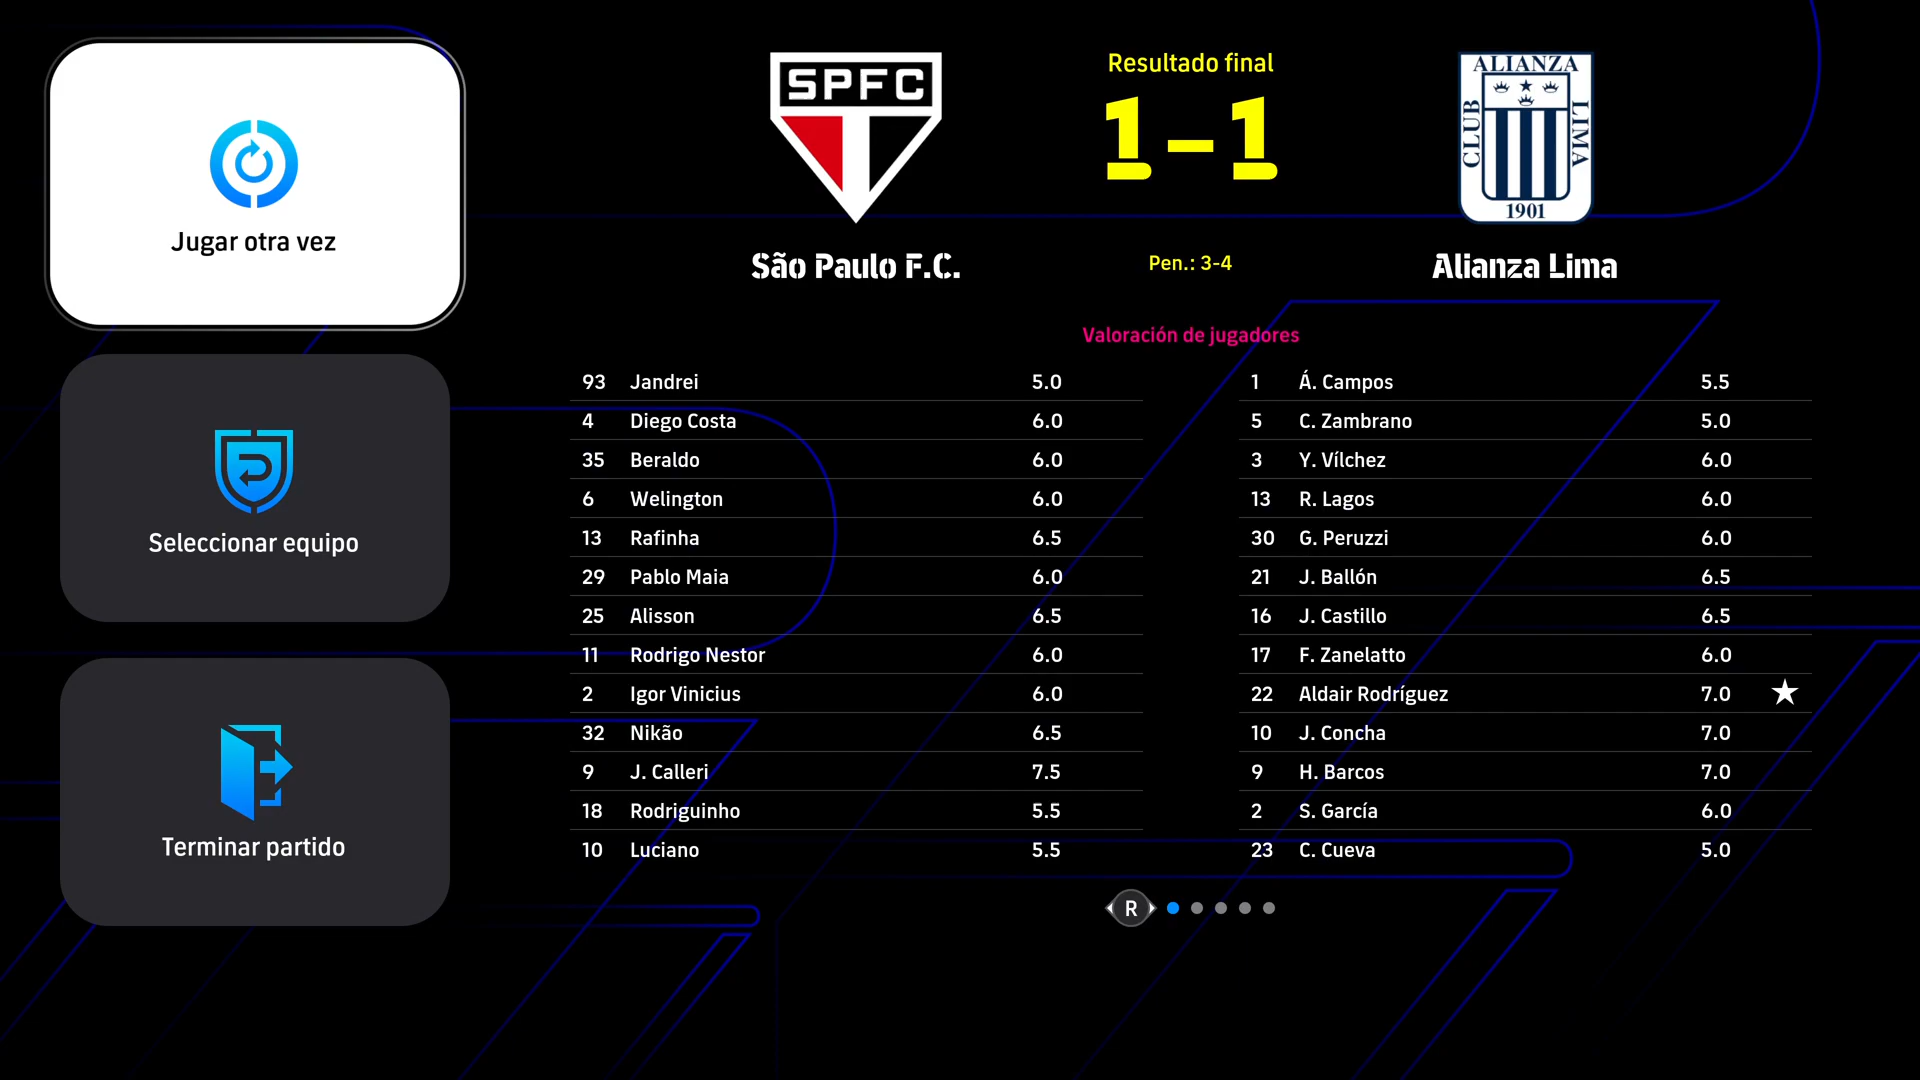 Jugar otra vez
Seleccionar equipo
Terminar partido
SPFC
Resultado final
1-1
ALIANZA
CLUB
LIMA
1901
São Paulo F.C.
Pen.: 3-4
Alianza Lima
Valoración de jugadores
93 Jandrei 5.0
4 Diego Costa 6.0
35 Beraldo 6.0
6 Welington 6.0
13 Rafinha 6.5
29 Pablo Maia 6.0
25 Alisson 6.5
11 Rodrigo Nestor 6.0
2 Igor Vinicius 6.0
32 Nikão 6.5
9 J. Calleri 7.5
18 Rodriguinho 5.5
10 Luciano 5.5
1 Á. Campos 5.5
5 C. Zambrano 5.0
3 Y. Vílchez 6.0
13 R. Lagos 6.0
30 G. Peruzzi 6.0
21 J. Ballón 6.5
16 J. Castillo 6.5
17 F. Zanelatto 6.0
22 Aldair Rodríguez 7.0
10 J. Concha 7.0
9 H. Barcos 7.0
2 S. García 6.0
23 C. Cueva 5.0
R